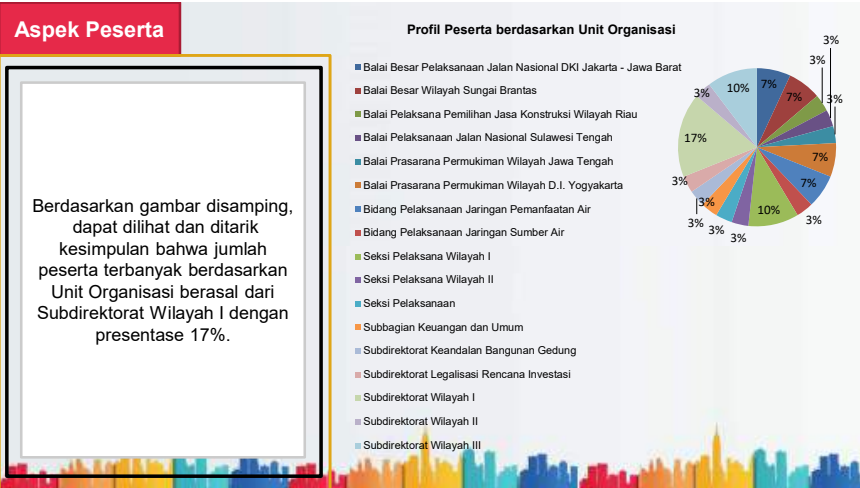 Aspek Peserta
Berdasarkan gambar disamping,
dapat dilihat dan ditarik
kesimpulan bahwa jumlah
peserta terbanyak berdasarkan
Unit Organisasi berasal dari
Subdirektorat Wilayah I dengan
presentase 17%.
Profil Peserta berdasarkan Unit Organisasi
Balai Besar Pelaksanaan Jalan Nasional DKI Jakarta - Jawa Barat
Balai Besar Wilayah Sungai Brantas
Balai Pelaksana Pemilihan Jasa Konstruksi Wilayah Riau
Balai Pelaksanaan Jalan Nasional Sulawesi Tengah
Balai Prasarana Permukiman Wilayah Jawa Tengah
Balai Prasarana Permukiman Wilayah D.I. Yogyakarta
Bidang Pelaksanaan Jaringan Pemanfaatan Air
Bidang Pelaksanaan Jaringan Sumber Air
Seksi Pelaksana Wilayah I
Seksi Pelaksana Wilayah II
Seksi Pelaksanaan
Subbagian Keuangan dan Umum
Subdirektorat Keandalan Bangunan Gedung
Subdirektorat Legalisasi Rencana Investasi
Subdirektorat Wilayah I
Subdirektorat Wilayah II
Subdirektorat Wilayah III
7%
7%
3%
3%
3%
7%
7%
3%
10%
3%
3%
3%
3%
3%
17%
3%
10%